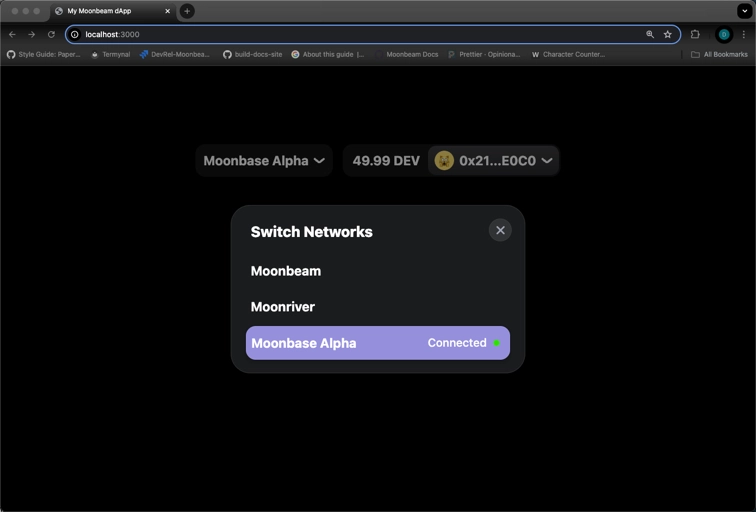 My Moonbeam dApp
localhost:3000
Style Guide: Paper... Termynal DevRel-Moonbea... build-docs-site About this guide |... Moonbeam Docs Prettier · Opiniona... W Character Counter... All Bookmarks
D
Moonbase Alpha 49.99 DEV 0x21...E0C0
Switch Networks
Moonbeam
Moonriver
Moonbase Alpha Connected